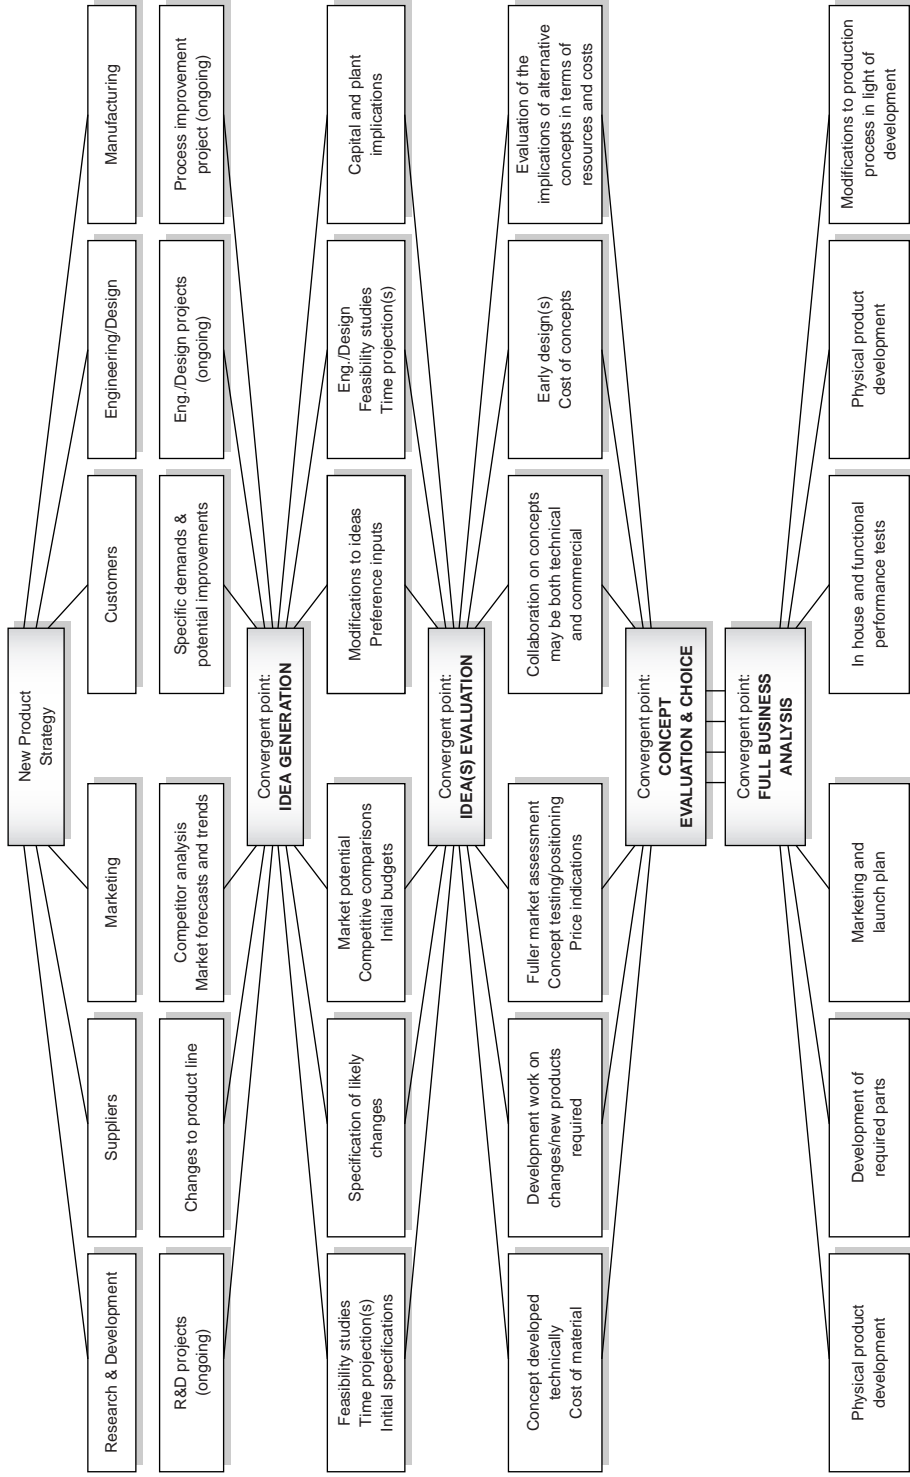 New Product
Strategy
Research & Development
Suppliers
Marketing
Customers
Engineering/Design
Manufacturing
R&D projects
(ongoing)
Changes to product line
Competitor analysis
Market forecasts and trends
Specific demands &
potential improvements
Eng./Design projects
(ongoing)
Process improvement
project (ongoing)
Convergent point:
IDEA GENERATION
Feasibility studies
Time projection(s)
Initial specifications
Specification of likely
changes
Market potential
Competitive comparisons
Initial budgets
Modifications to ideas
Preference inputs
Eng./Design
Feasibility studies
Time projection(s)
Capital and plant
implications
Convergent point:
IDEA(S) EVALUATION
Concept developed
technically
Cost of material
Development work on
changes/new products
required
Fuller market assessment
Concept testing/positioning
Price indications
Collaboration on concepts
may be both technical
and commercial
Early design(s)
Cost of concepts
Evaluation of the
implications of alternative
concepts in terms of
resources and costs
Convergent point:
CONCEPT
EVALUATION & CHOICE
Convergent point:
FULL BUSINESS
ANALYSIS
Physical product
development
Development of
required parts
Marketing and
launch plan
In house and functional
performance tests
Physical product
development
Modifications to production
process in light of
development